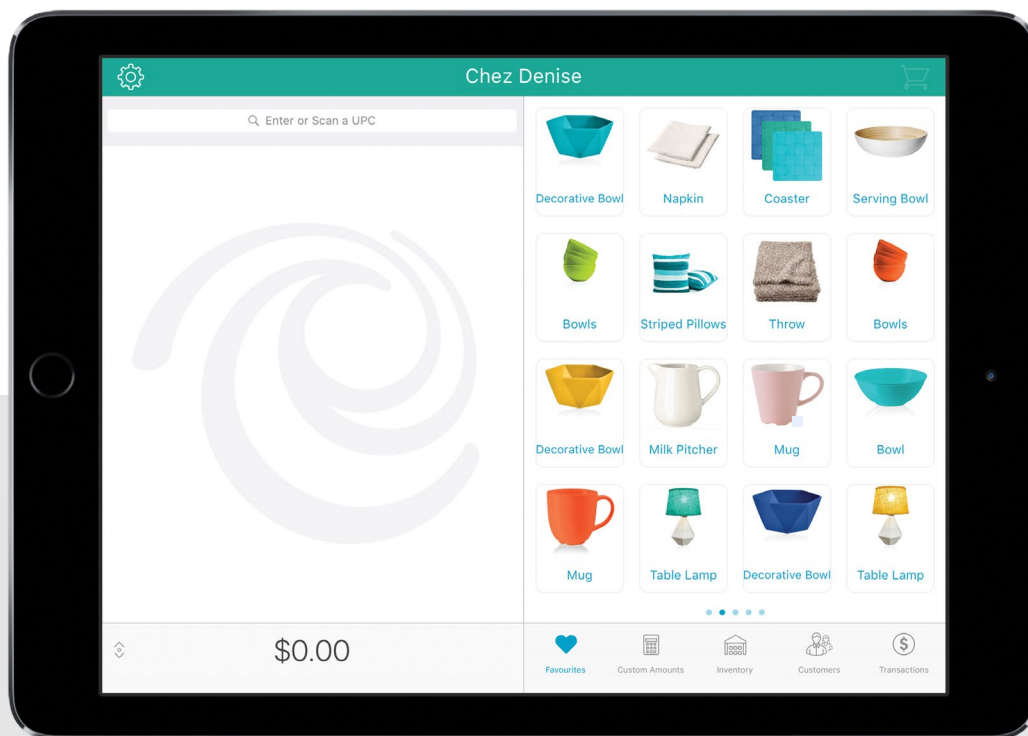 Chez Denise
Enter or Scan a UPC
Decorative Bowl
Napkin
Coaster
Serving Bowl
Bowls
Striped Pillows
Throw
Bowls
Decorative Bowl
Milk Pitcher
Mug
Bowl
Mug
Table Lamp
Decorative Bowl
Table Lamp
$0.00
Favourites
Custom Amounts
Inventory
Customers
Transactions